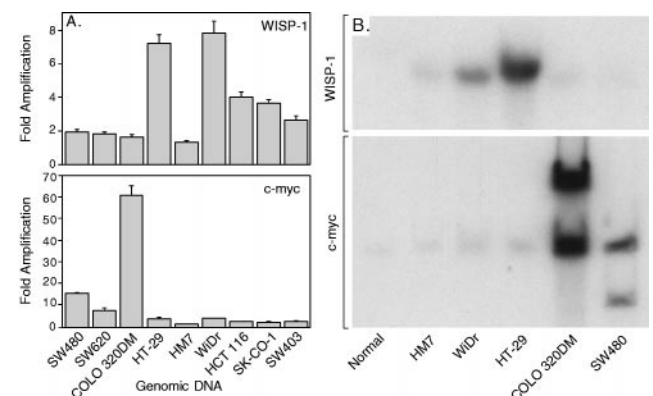 A.
WISP-1
Fold Amplification
8
6
4
2
0
c-myc
Fold Amplification
70
60
50
40
30
20
10
0
SW480
SW620
COLO 320DM
HT-29
HM7
WiDr
HCT 116
SK-CO-1
SW403
Genomic DNA
B.
WISP-1
c-myc
Normal
HM7
WiDr
HT-29
COLO 320DM
SW480